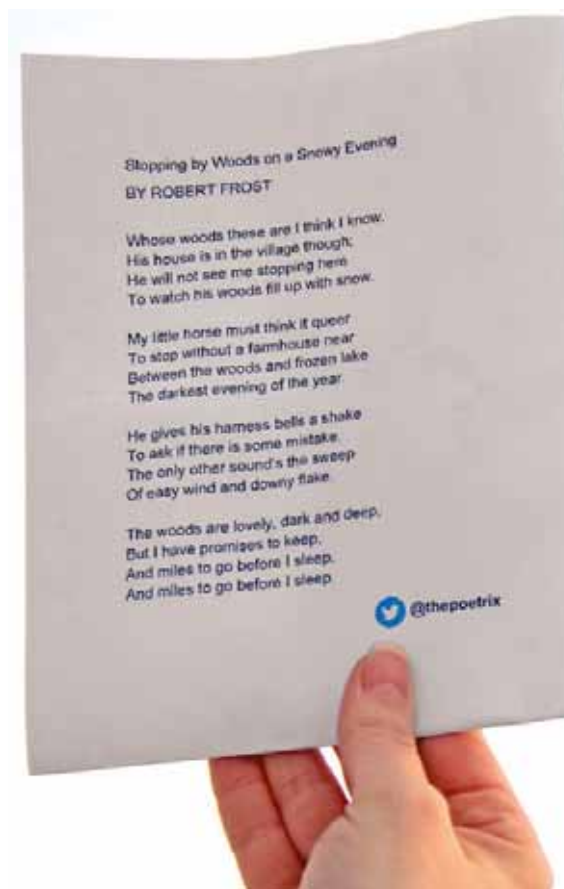 Stopping by Woods on a Snowy Evening
BY ROBERT FROST
Whose woods these are I think I know.
His house is in the village though;
He will not see me stopping here
To watch his woods fill up with snow.
My little horse must think it queer
To stop without a farmhouse near
Between the woods and frozen lake
The darkest evening of the year.
He gives his harness bells a shake
To ask if there is some mistake.
The only other sound's the sweep
Of easy wind and downy flake.
The woods are lovely, dark and deep,
But I have promises to keep,
And miles to go before I sleep,
And miles to go before I sleep.
@thepoetrix